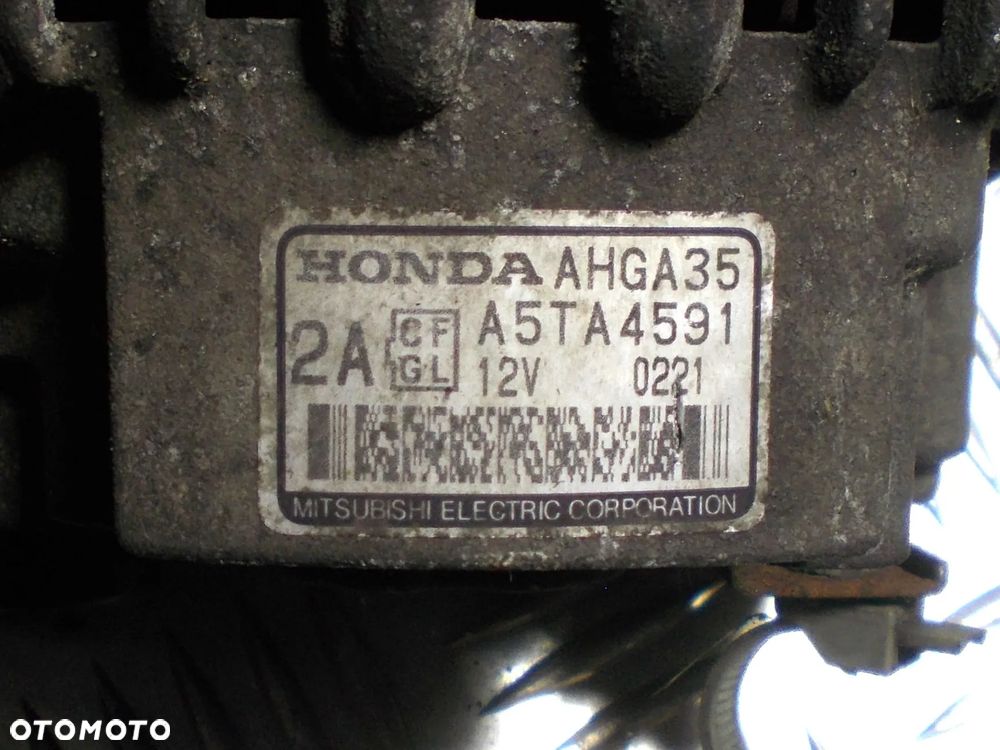 HONDA AHGA35
2A CF GL A5TA4591
12V 0221
MITSUBISHI ELECTRIC CORPORATION
OTOMOTO